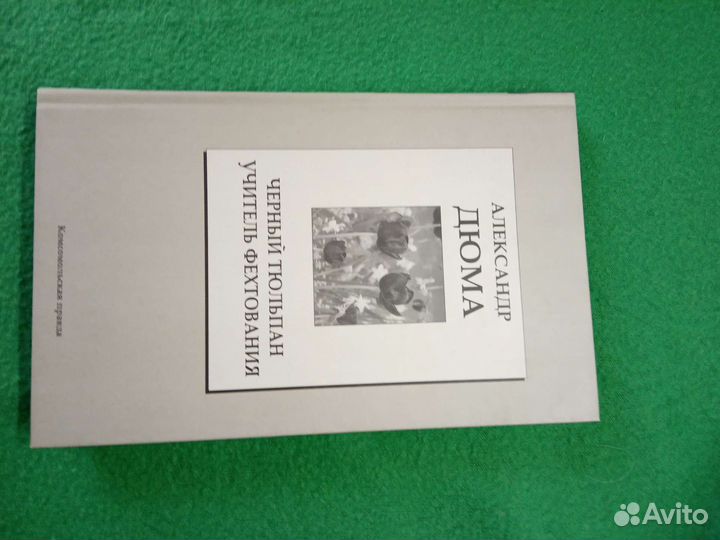 АЛЕКСАНДР
ДЮМА
ЧЕРНЫЙ ТЮЛЬПАН
УЧИТЕЛЬ ФЕХТОВАНИЯ
Комсомольская правда
Avito